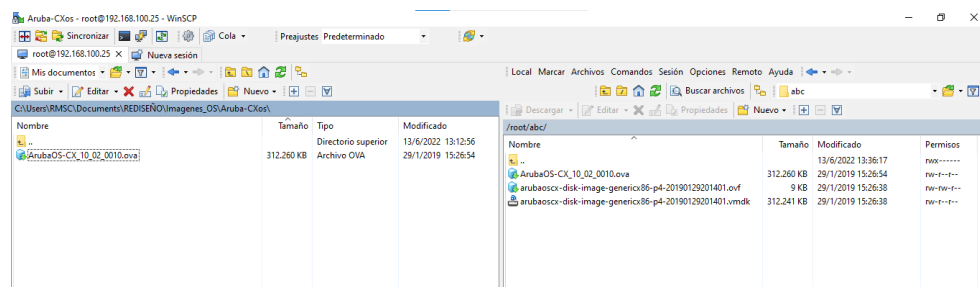 Aruba-CXos - root@192.168.100.25 - WinSCP
Sincronizar Cola Preajustes Predeterminado
root@192.168.100.25 Nueva sesión
Mis documentos
Subir Editar Propiedades Nuevo
C:\Users\RMSC\Documents\REDISEÑO\Imagenes_OS\Aruba-CXos\
Nombre Tamaño Tipo Modificado
.. Directorio superior 13/6/2022 13:12:56
ArubaOS-CX_10_02_0010.ova 312.260 KB Archivo OVA 29/1/2019 15:26:54
Local Marcar Archivos Comandos Sesión Opciones Remoto Ayuda
Buscar archivos abc
Descargar Editar Propiedades Nuevo
/root/abc/
Nombre Tamaño Modificado Permisos
.. 13/6/2022 13:36:17 rwx------
ArubaOS-CX_10_02_0010.ova 312.260 KB 29/1/2019 15:26:54 rw-r--r--
arubaoscx-disk-image-genericx86-p4-20190129201401.ovf 9 KB 29/1/2019 15:26:38 rw-rw-r--
arubaoscx-disk-image-genericx86-p4-20190129201401.vmdk 312.241 KB 29/1/2019 15:26:38 rw-r--r--